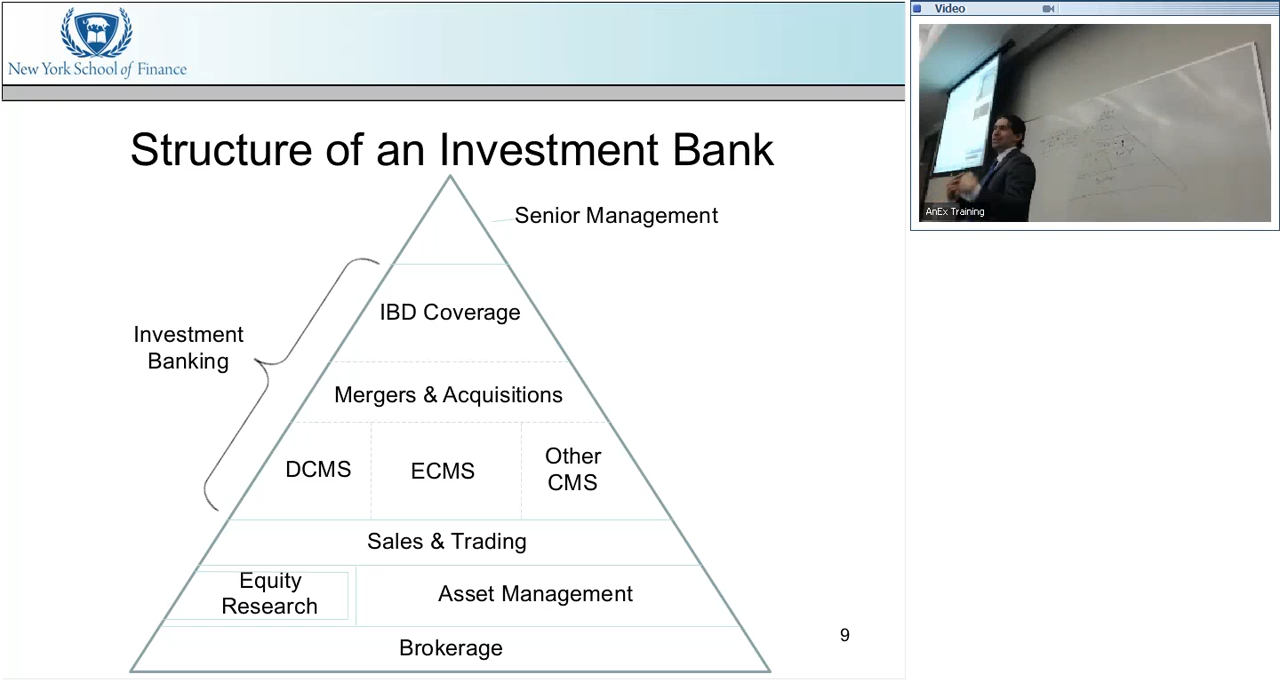 New York School of Finance
Structure of an Investment Bank
Senior Management
IBD Coverage
Investment
Banking
Mergers & Acquisitions
DCMS
ECMS
Other
CMS
Sales & Trading
Equity
Research
Asset Management
Brokerage
9
Video
AnEx Training